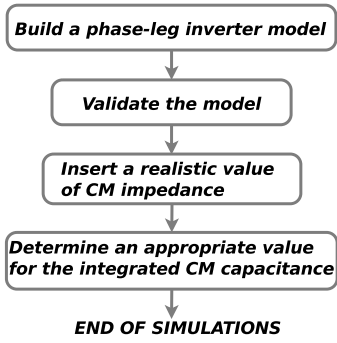 Build a phase-leg inverter model
Validate the model
Insert a realistic value
of CM impedance
Determine an appropriate value
for the integrated CM capacitance
END OF SIMULATIONS